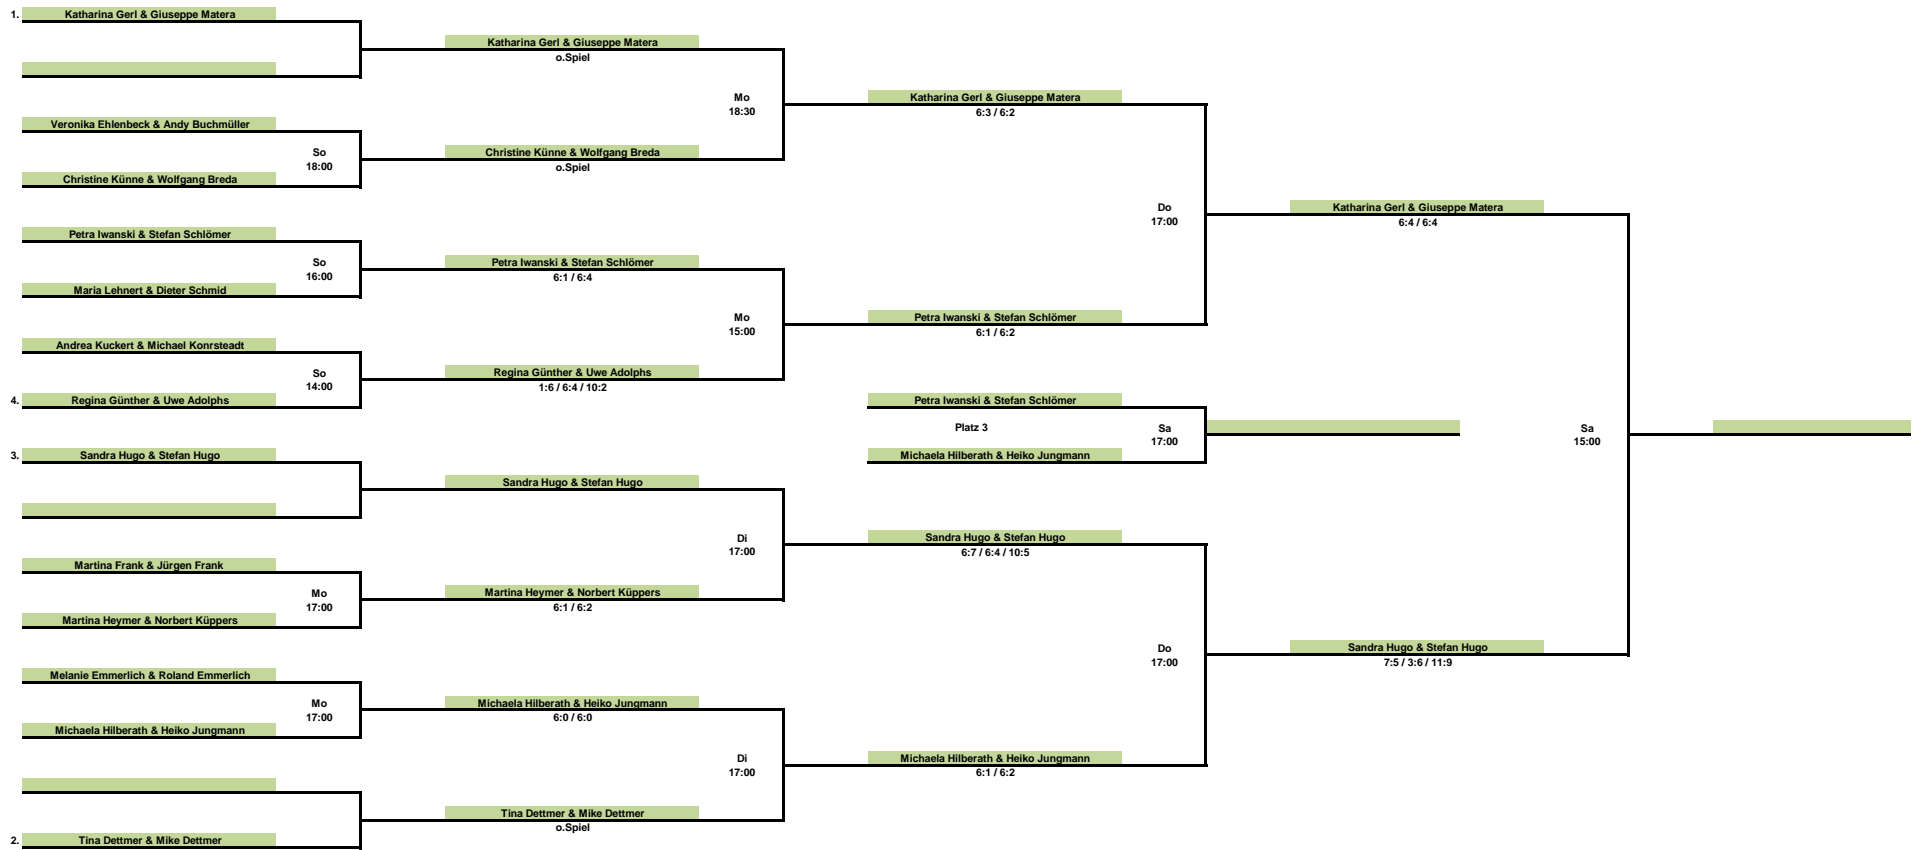 1. Katharina Gerl & Giuseppe Matera
Katharina Gerl & Giuseppe Matera
o.Spiel
Mo
18:30
Katharina Gerl & Giuseppe Matera
6:3 / 6:2
Veronika Ehlenbeck & Andy Buchmüller
So
18:00
Christine Künne & Wolfgang Breda
o.Spiel
Christine Künne & Wolfgang Breda
Do
17:00
Katharina Gerl & Giuseppe Matera
6:4 / 6:4
Petra Iwanski & Stefan Schlömer
So
16:00
Petra Iwanski & Stefan Schlömer
6:1 / 6:4
Maria Lehnert & Dieter Schmid
Mo
15:00
Petra Iwanski & Stefan Schlömer
6:1 / 6:2
Andrea Kuckert & Michael Konrsteadt
So
14:00
Regina Günther & Uwe Adolphs
1:6 / 6:4 / 10:2
4. Regina Günther & Uwe Adolphs
Petra Iwanski & Stefan Schlömer
Platz 3
Sa
17:00
Sa
15:00
3. Sandra Hugo & Stefan Hugo
Michaela Hilberath & Heiko Jungmann
Sandra Hugo & Stefan Hugo
Di
17:00
Sandra Hugo & Stefan Hugo
6:7 / 6:4 / 10:5
Martina Frank & Jürgen Frank
Mo
17:00
Martina Heymer & Norbert Küppers
6:1 / 6:2
Martina Heymer & Norbert Küppers
Do
17:00
Sandra Hugo & Stefan Hugo
7:5 / 3:6 / 11:9
Melanie Emmerlich & Roland Emmerlich
Mo
17:00
Michaela Hilberath & Heiko Jungmann
6:0 / 6:0
Michaela Hilberath & Heiko Jungmann
Di
17:00
Michaela Hilberath & Heiko Jungmann
6:1 / 6:2
Tina Dettmer & Mike Dettmer
o.Spiel
2. Tina Dettmer & Mike Dettmer